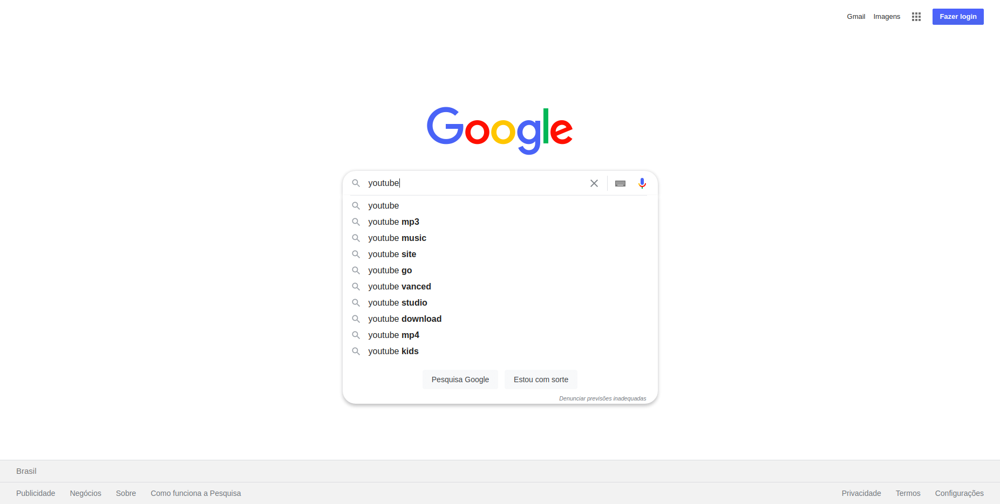 Gmail Imagens Fazer login
Google
youtube
youtube
youtube mp3
youtube music
youtube site
youtube go
youtube vanced
youtube studio
youtube download
youtube mp4
youtube kids
Pesquisa Google Estou com sorte
Denunciar previsões inadequadas
Brasil
Publicidade Negócios Sobre Como funciona a Pesquisa Privacidade Termos Configurações